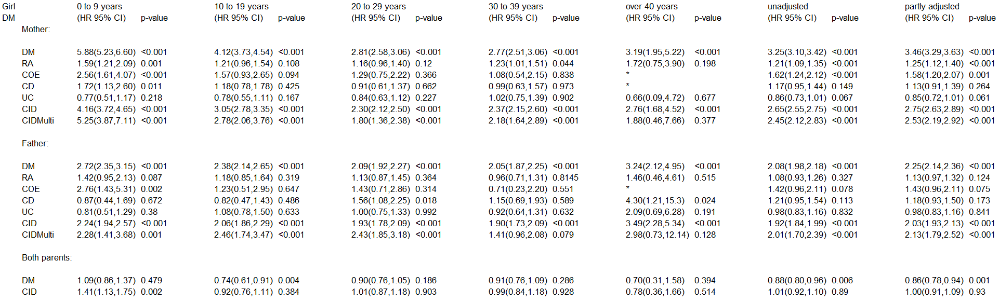 Girl 0 to 9 years 10 to 19 years 20 to 29 years 30 to 39 years over 40 years unadjusted partly adjusted
DM (HR 95% CI) p-value (HR 95% CI) p-value (HR 95% CI) p-value (HR 95% CI) p-value (HR 95% CI) p-value (HR 95% CI) p-value (HR 95% CI) p-value
Mother:
DM 5.88(5.23,6.60) <0.001 4.12(3.73,4.54) <0.001 2.81(2.58,3.06) <0.001 2.77(2.51,3.06) <0.001 3.19(1.95,5.22) <0.001 3.25(3.10,3.42) <0.001 3.46(3.29,3.63) <0.001
RA 1.59(1.21,2.09) 0.001 1.21(0.96,1.54) 0.108 1.16(0.96,1.40) 0.12 1.23(1.01,1.51) 0.044 1.72(0.75,3.90) 0.198 1.21(1.09,1.35) <0.001 1.25(1.12,1.40) <0.001
COE 2.56(1.61,4.07) <0.001 1.57(0.93,2.65) 0.094 1.29(0.75,2.22) 0.366 1.08(0.54,2.15) 0.838 * 1.62(1.24,2.12) <0.001 1.58(1.20,2.07) 0.001
CD 1.72(1.13,2.60) 0.011 1.18(0.78,1.78) 0.425 0.91(0.61,1.37) 0.662 0.99(0.63,1.57) 0.973 * 1.17(0.95,1.44) 0.149 1.13(0.91,1.39) 0.264
UC 0.77(0.51,1.17) 0.218 0.78(0.55,1.11) 0.167 0.84(0.63,1.12) 0.227 1.02(0.75,1.39) 0.902 0.66(0.09,4.72) 0.677 0.86(0.73,1.01) 0.067 0.85(0.72,1.01) 0.061
CID 4.16(3.72,4.65) <0.001 3.05(2.78,3.35) <0.001 2.30(2.12,2.50) <0.001 2.37(2.15,2.60) <0.001 2.76(1.68,4.52) <0.001 2.65(2.55,2.75) <0.001 2.75(2.63,2.89) <0.001
CIDMulti 5.25(3.87,7.11) <0.001 2.78(2.06,3.76) <0.001 1.80(1.36,2.38) <0.001 2.18(1.64,2.89) <0.001 1.88(0.46,7.66) 0.377 2.45(2.12,2.83) <0.001 2.53(2.19,2.92) <0.001
Father:
DM 2.72(2.35,3.15) <0.001 2.38(2.14,2.65) <0.001 2.09(1.92,2.27) <0.001 2.05(1.87,2.25) <0.001 3.24(2.12,4.95) <0.001 2.08(1.98,2.18) <0.001 2.25(2.14,2.36) <0.001
RA 1.42(0.95,2.13) 0.087 1.18(0.85,1.64) 0.319 1.13(0.87,1.45) 0.364 0.96(0.71,1.31) 0.8145 1.46(0.46,4.61) 0.515 1.08(0.93,1.26) 0.327 1.13(0.97,1.32) 0.124
COE 2.76(1.43,5.31) 0.002 1.23(0.51,2.95) 0.647 1.43(0.71,2.86) 0.314 0.71(0.23,2.20) 0.551 * 1.42(0.96,2.11) 0.078 1.43(0.96,2.11) 0.075
CD 0.87(0.44,1.69) 0.672 0.82(0.47,1.43) 0.486 1.56(1.08,2.25) 0.018 1.15(0.69,1.93) 0.589 4.30(1.21,15.3) 0.024 1.21(0.95,1.54) 0.113 1.18(0.93,1.50) 0.173
UC 0.81(0.51,1.29) 0.38 1.08(0.78,1.50) 0.633 1.00(0.75,1.33) 0.992 0.92(0.64,1.31) 0.632 2.09(0.69,6.28) 0.191 0.98(0.83,1.16) 0.832 0.98(0.83,1.16) 0.841
CID 2.24(1.94,2.57) <0.001 2.06(1.86,2.29) <0.001 1.93(1.78,2.09) <0.001 1.90(1.73,2.09) <0.001 3.49(2.28,5.34) <0.001 1.92(1.84,1.99) <0.001 2.03(1.93,2.13) <0.001
CIDMulti 2.28(1.41,3.68) 0.001 2.46(1.74,3.47) <0.001 2.43(1.85,3.18) <0.001 1.41(0.96,2.08) 0.079 2.98(0.73,12.14) 0.128 2.01(1.70,2.39) <0.001 2.13(1.79,2.52) <0.001
Both parents:
DM 1.09(0.86,1.37) 0.479 0.74(0.61,0.91) 0.004 0.90(0.76,1.05) 0.186 0.91(0.76,1.09) 0.286 0.70(0.31,1.58) 0.394 0.88(0.80,0.96) 0.006 0.86(0.78,0.94) 0.001
CID 1.41(1.13,1.75) 0.002 0.92(0.76,1.11) 0.384 1.01(0.87,1.18) 0.903 0.99(0.84,1.18) 0.928 0.78(0.36,1.66) 0.514 1.01(0.92,1.10) 0.89 1.00(0.91,1.09) 0.93